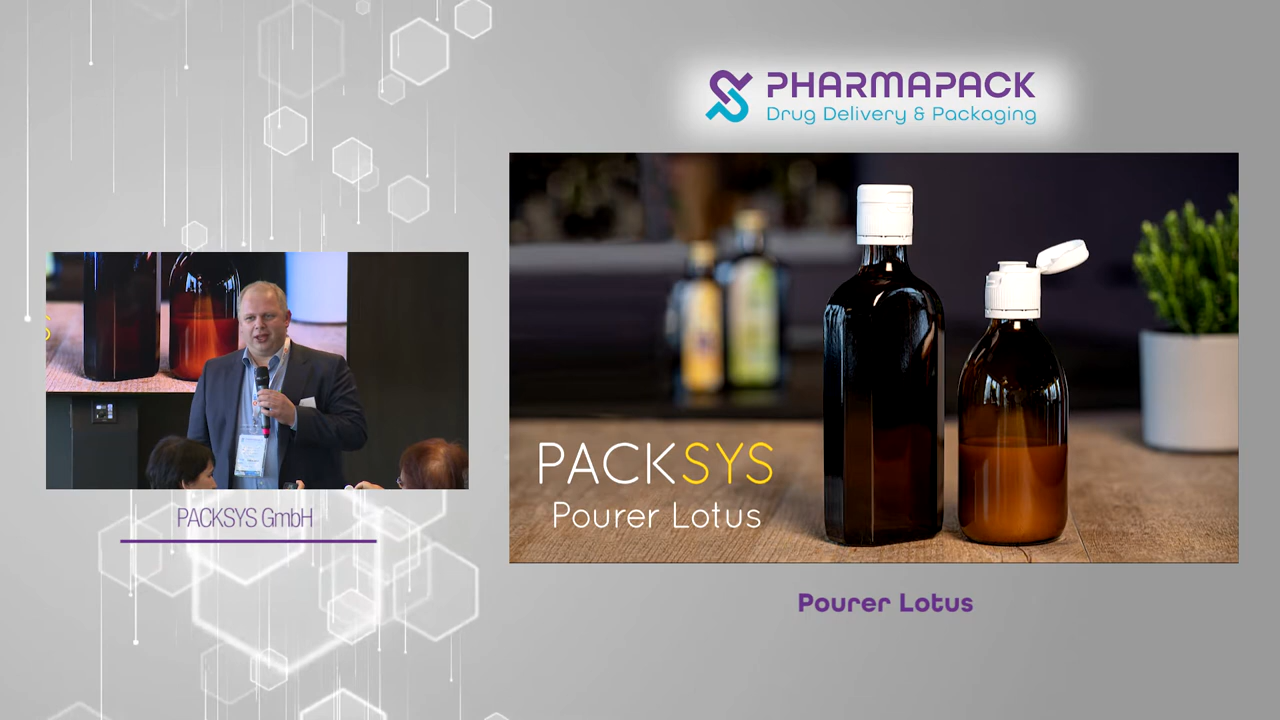 PHARMAPACK
Drug Delivery & Packaging
PACKSYS
Pourer Lotus
PACKSYS GmbH
Pourer Lotus